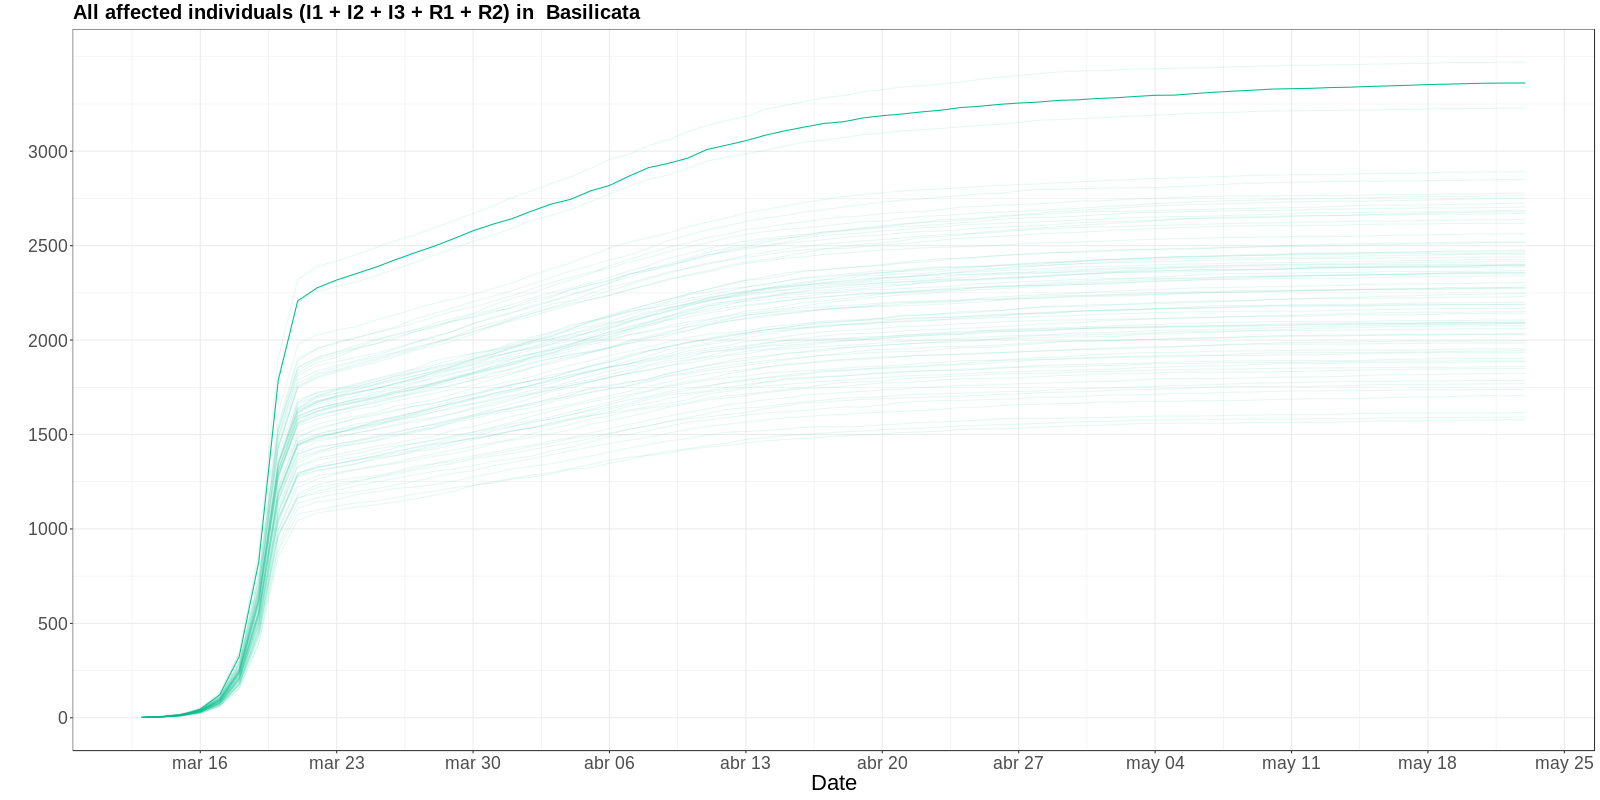 All affected individuals (I1 + I2 + I3 + R1 + R2) in  Basilicata
3000
2500
2000
1500
1000
500
0
mar 16 mar 23 mar 30 abr 06 abr 13 abr 20 abr 27 may 04 may 11 may 18 may 25
Date